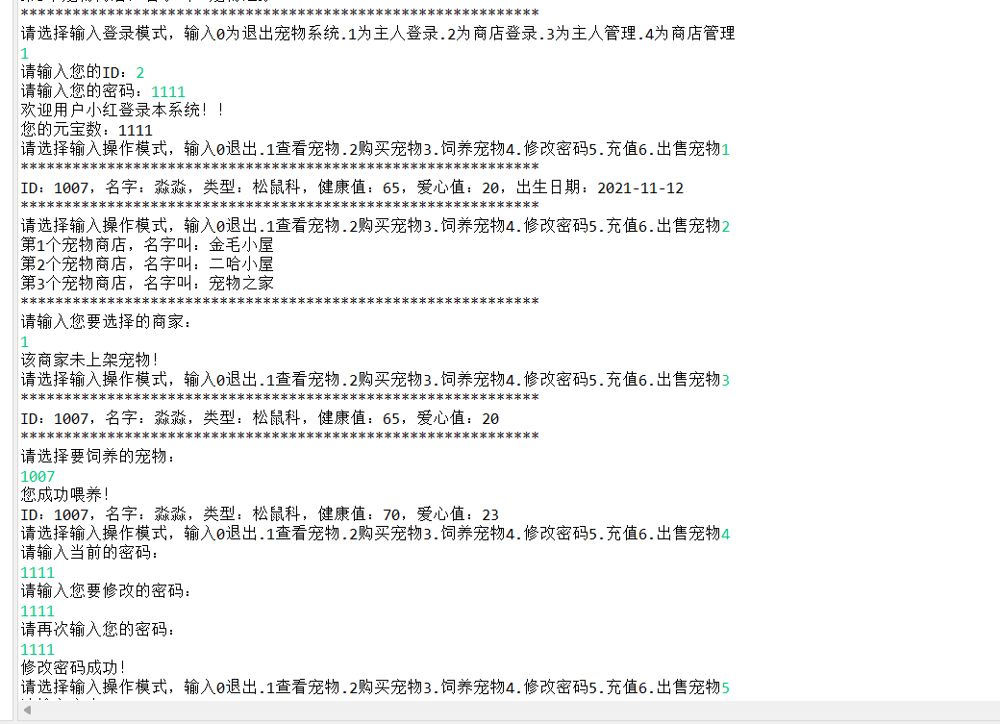 ************************************************************
请选择输入登录模式，输入0为退出宠物系统.1为主人登录.2为商店登录.3为主人管理.4为商店管理
1
请输入您的ID：2
请输入您的密码：1111
欢迎用户小红登录本系统！！
您的元宝数：1111
请选择输入操作模式，输入0退出.1查看宠物.2购买宠物3.饲养宠物4.修改密码5.充值6.出售宠物1
************************************************************
ID：1007，名字：淼淼，类型：松鼠科，健康值：65，爱心值：20，出生日期：2021-11-12
************************************************************
请选择输入操作模式，输入0退出.1查看宠物.2购买宠物3.饲养宠物4.修改密码5.充值6.出售宠物2
第1个宠物商店，名字叫：金毛小屋
第2个宠物商店，名字叫：二哈小屋
第3个宠物商店，名字叫：宠物之家
************************************************************
请输入您要选择的商家：
1
该商家未上架宠物！
请选择输入操作模式，输入0退出.1查看宠物.2购买宠物3.饲养宠物4.修改密码5.充值6.出售宠物3
************************************************************
ID：1007，名字：淼淼，类型：松鼠科，健康值：65，爱心值：20
************************************************************
请选择要饲养的宠物：
1007
您成功喂养！
ID：1007，名字：淼淼，类型：松鼠科，健康值：70，爱心值：23
请选择输入操作模式，输入0退出.1查看宠物.2购买宠物3.饲养宠物4.修改密码5.充值6.出售宠物4
请输入当前的密码：
1111
请输入您要修改的密码：
1111
请再次输入您的密码：
1111
修改密码成功！
请选择输入操作模式，输入0退出.1查看宠物.2购买宠物3.饲养宠物4.修改密码5.充值6.出售宠物5